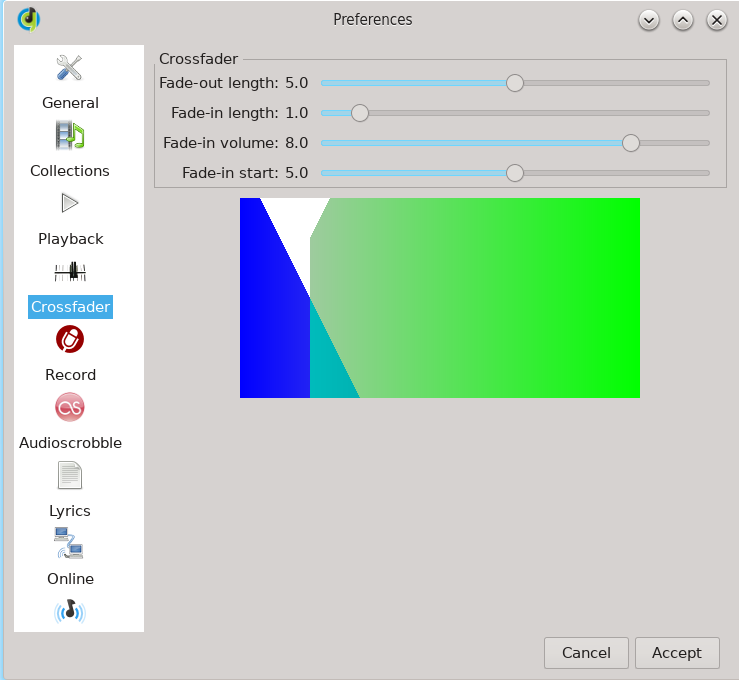 Preferences
General
Collections
Playback
Crossfader
Record
Audioscrobble
Lyrics
Online
Crossfader
Fade-out length: 5.0
Fade-in length: 1.0
Fade-in volume: 8.0
Fade-in start: 5.0
Cancel Accept